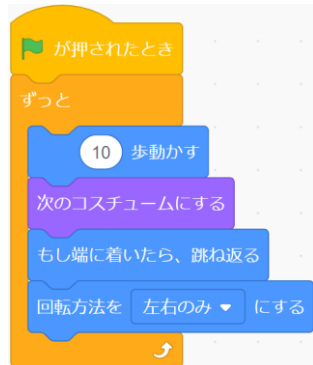 が押されたとき
ずっと
10 歩動かす
次のコスチュームにする
もし端に着いたら、跳ね返る
回転方法を 左右のみ にする